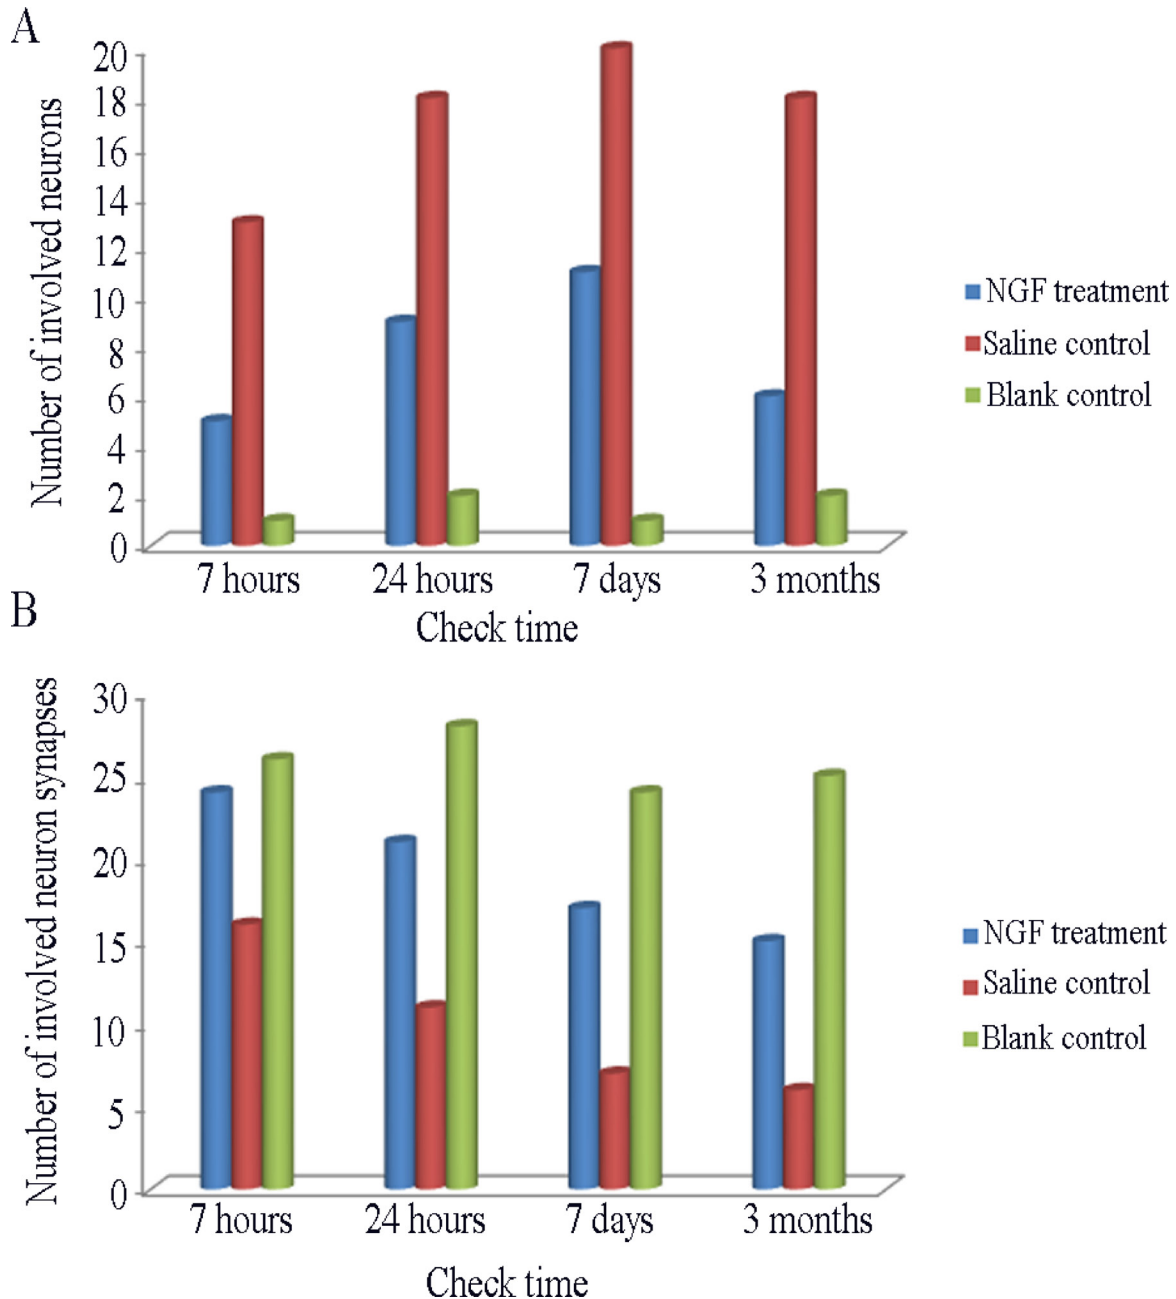 A
20
18
16
14
12
10
8
6
4
2
0
Number of involved neurons
7 hours 24 hours 7 days 3 months
Check time
NGF treatment
Saline control
Blank control
B
30
25
20
15
10
5
0
Number of involved neuron synapses
7 hours 24 hours 7 days 3 months
Check time
NGF treatment
Saline control
Blank control